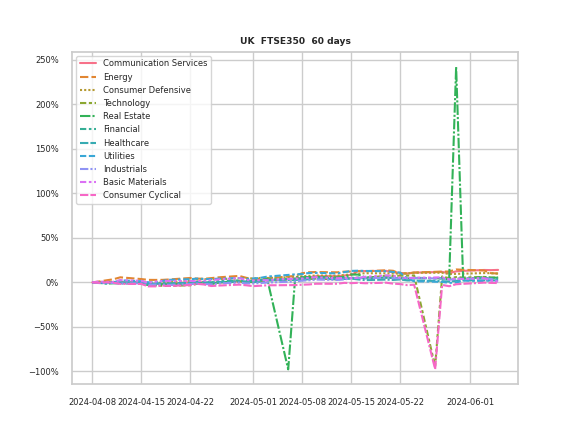 UK FTSE350 60 days
250%
200%
150%
100%
50%
0%
−50%
−100%
Communication Services
Energy
Consumer Defensive
Technology
Real Estate
Financial
Healthcare
Utilities
Industrials
Basic Materials
Consumer Cyclical
2024-04-08 2024-04-15 2024-04-22 2024-05-01 2024-05-08 2024-05-15 2024-05-22 2024-06-01